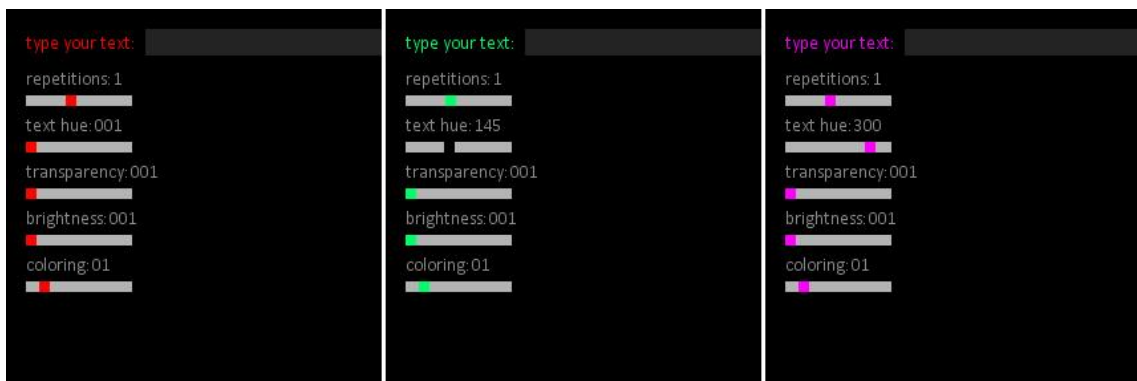 type your text:
repetitions: 1
text hue: 001
transparency: 001
brightness: 001
coloring: 01
type your text:
repetitions: 1
text hue: 145
transparency: 001
brightness: 001
coloring: 01
type your text:
repetitions: 1
text hue: 300
transparency: 001
brightness: 001
coloring: 01